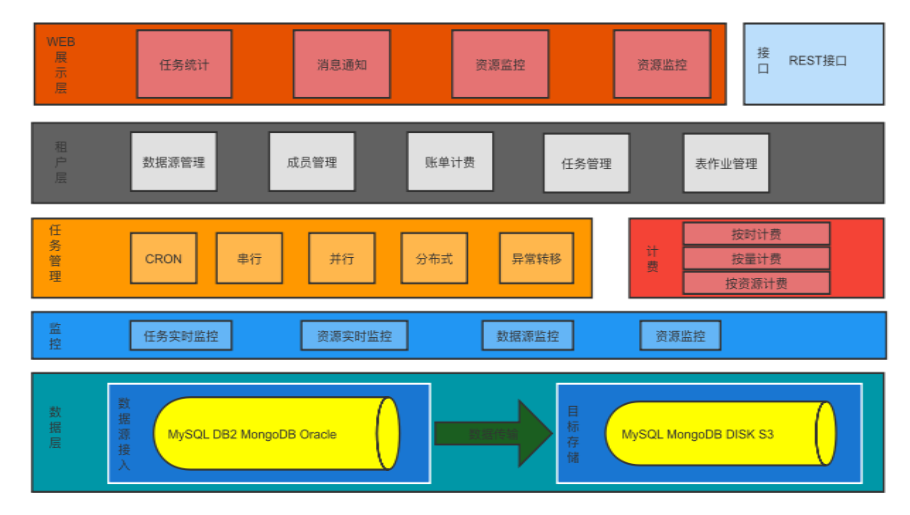 WEB
展
示
层
任务统计
消息通知
资源监控
资源监控
接
口
REST接口
租
户
层
数据源管理
成员管理
账单计费
任务管理
表作业管理
任
务
管
理
CRON
串行
并行
分布式
异常转移
计
费
按时计费
按量计费
按资源计费
监
控
任务实时监控
资源实时监控
数据源监控
资源监控
数
据
层
数
据
源
接
入
MySQL DB2 MongoDB Oracle
数据传输
目
标
存
储
MySQL MongoDB DISK S3